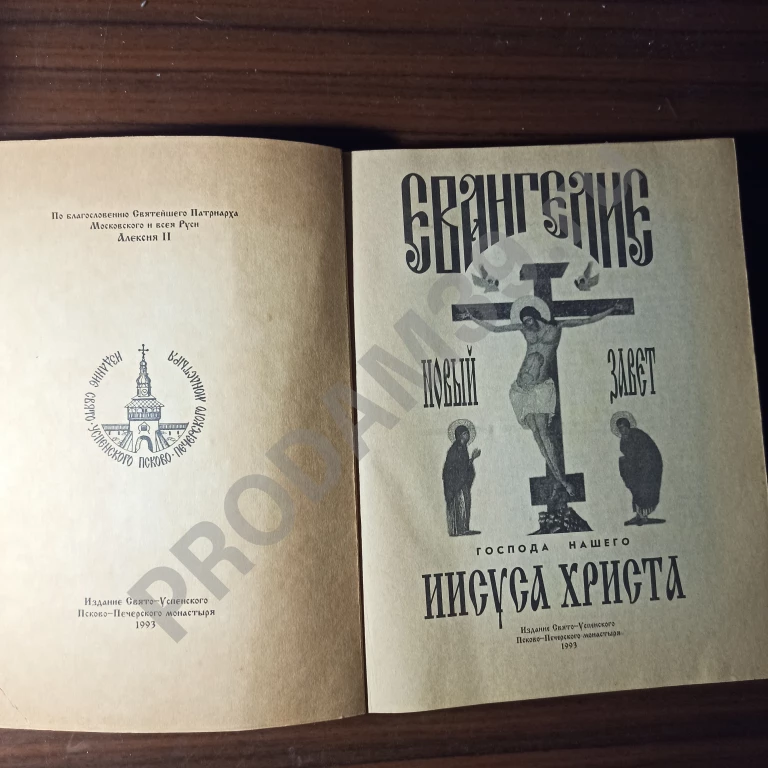 По благословению Святейшего Патриарха
Московского и всея Руси
Алексия II
ИЗДАНИЕ СВЯТО-УСПЕНСКОГО ПСКОВО-ПЕЧЕРСКОГО МОНАСТЫРЯ
Издание Свято-Успенского
Псково-Печерского монастыря
1993
ЕВАНГЕЛИЕ
НОВЫЙ ЗАВЕТ
ГОСПОДА НАШЕГО
ИИСУСА ХРИСТА
Издание Свято-Успенского
Псково-Печерского монастыря
1993
PRODAM39